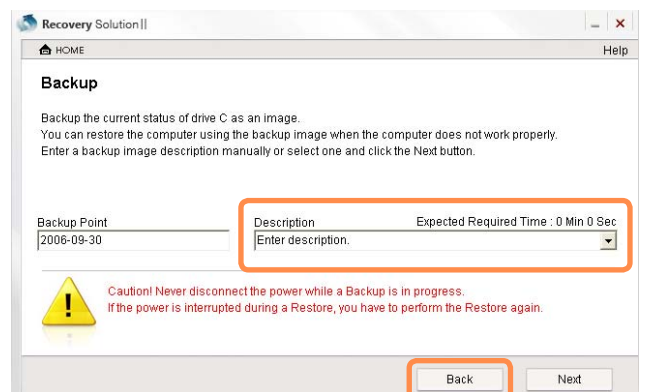 Recovery Solution||
HOME Help
Backup
Backup the current status of drive C as an image.
You can restore the computer using the backup image when the computer does not work properly.
Enter a backup image description manually or select one and click the Next button.
Backup Point Description Expected Required Time : 0 Min 0 Sec
2006-09-30 Enter description.
Caution! Never disconnect the power while a Backup is in progress.
If the power is interrupted during a Restore, you have to perform the Restore again.
Back Next